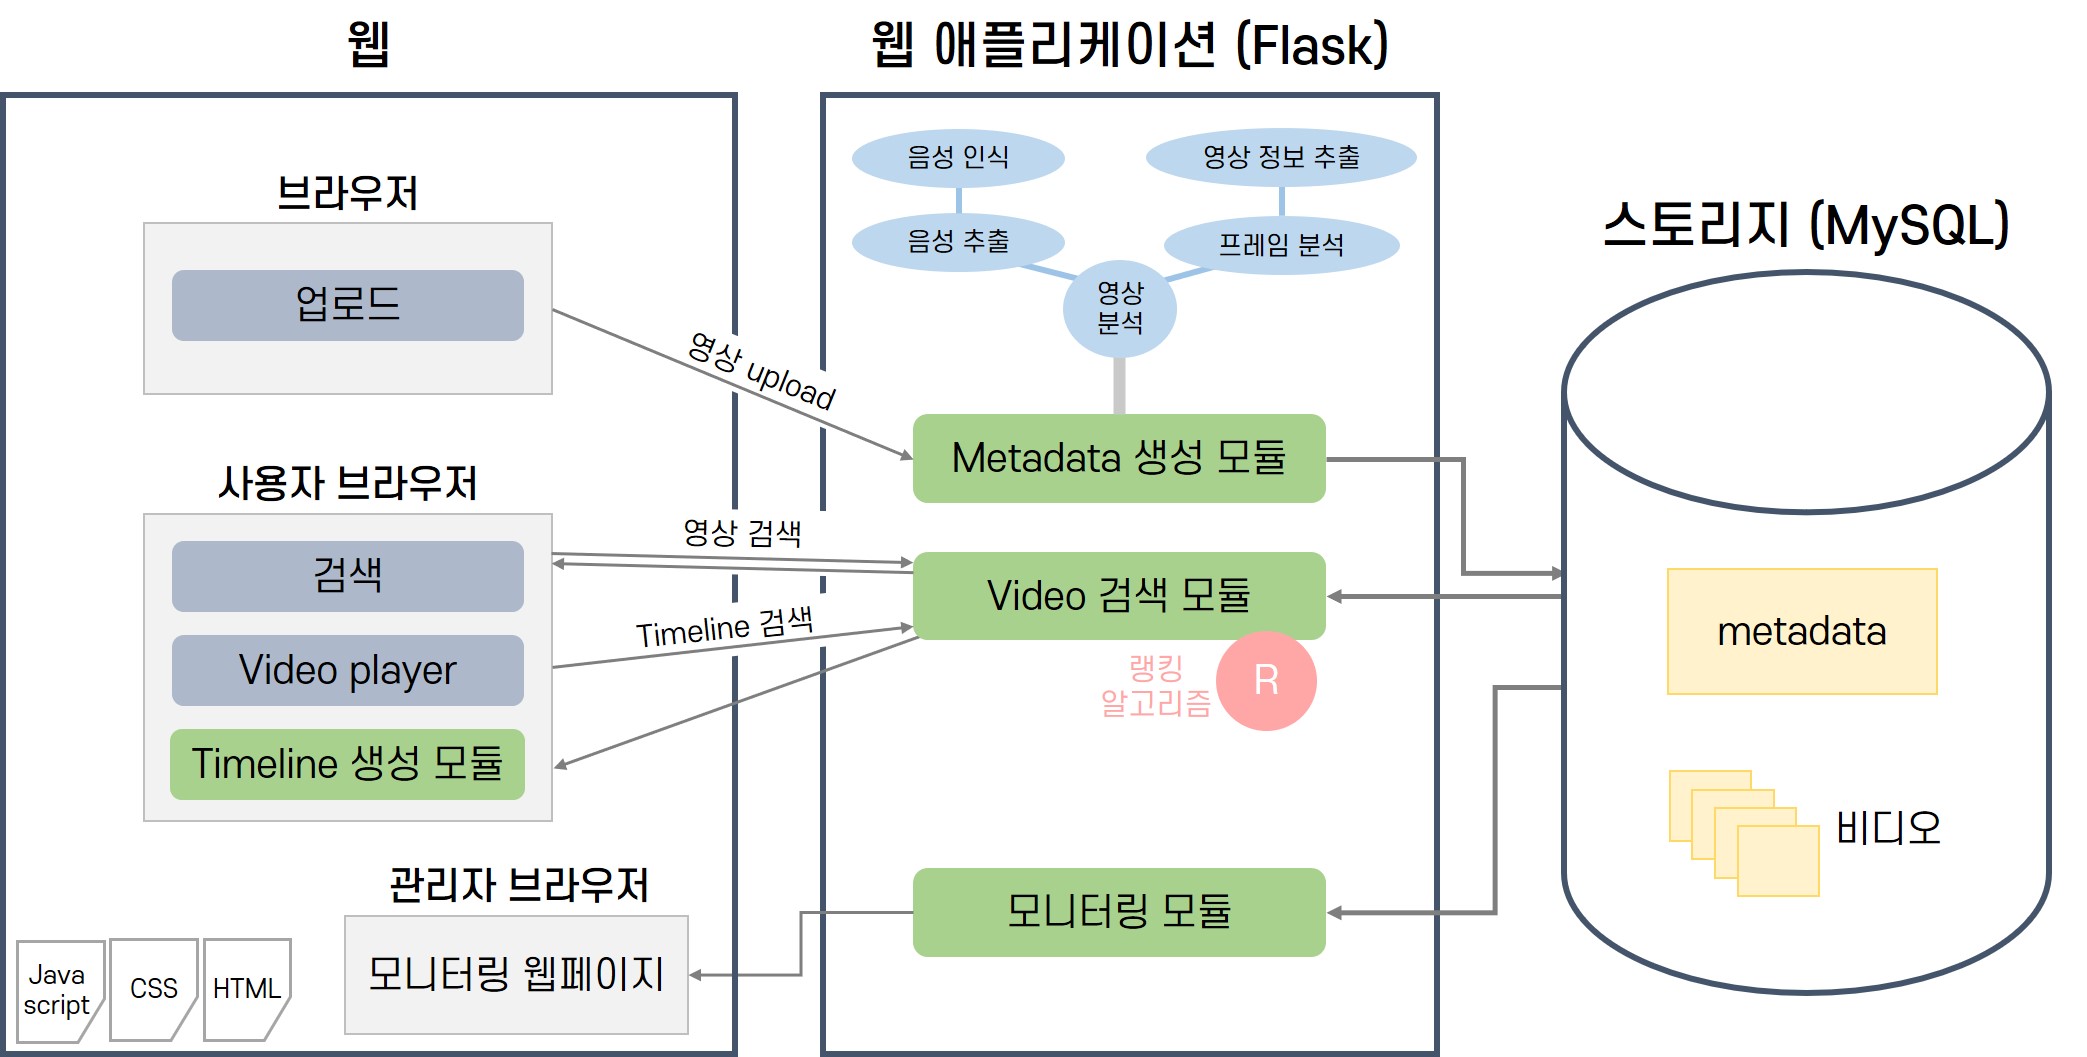 웹
웹 애플리케이션 (Flask)
스토리지 (MySQL)
브라우저
업로드
영상 upload
사용자 브라우저
검색
Video player
Timeline 생성 모듈
영상 검색
Timeline 검색
관리자 브라우저
모니터링 웹페이지
Java
script
CSS
HTML
음성 인식
영상 정보 추출
음성 추출
프레임 분석
영상
분석
Metadata 생성 모듈
Video 검색 모듈
랭킹
알고리즘
R
모니터링 모듈
metadata
비디오